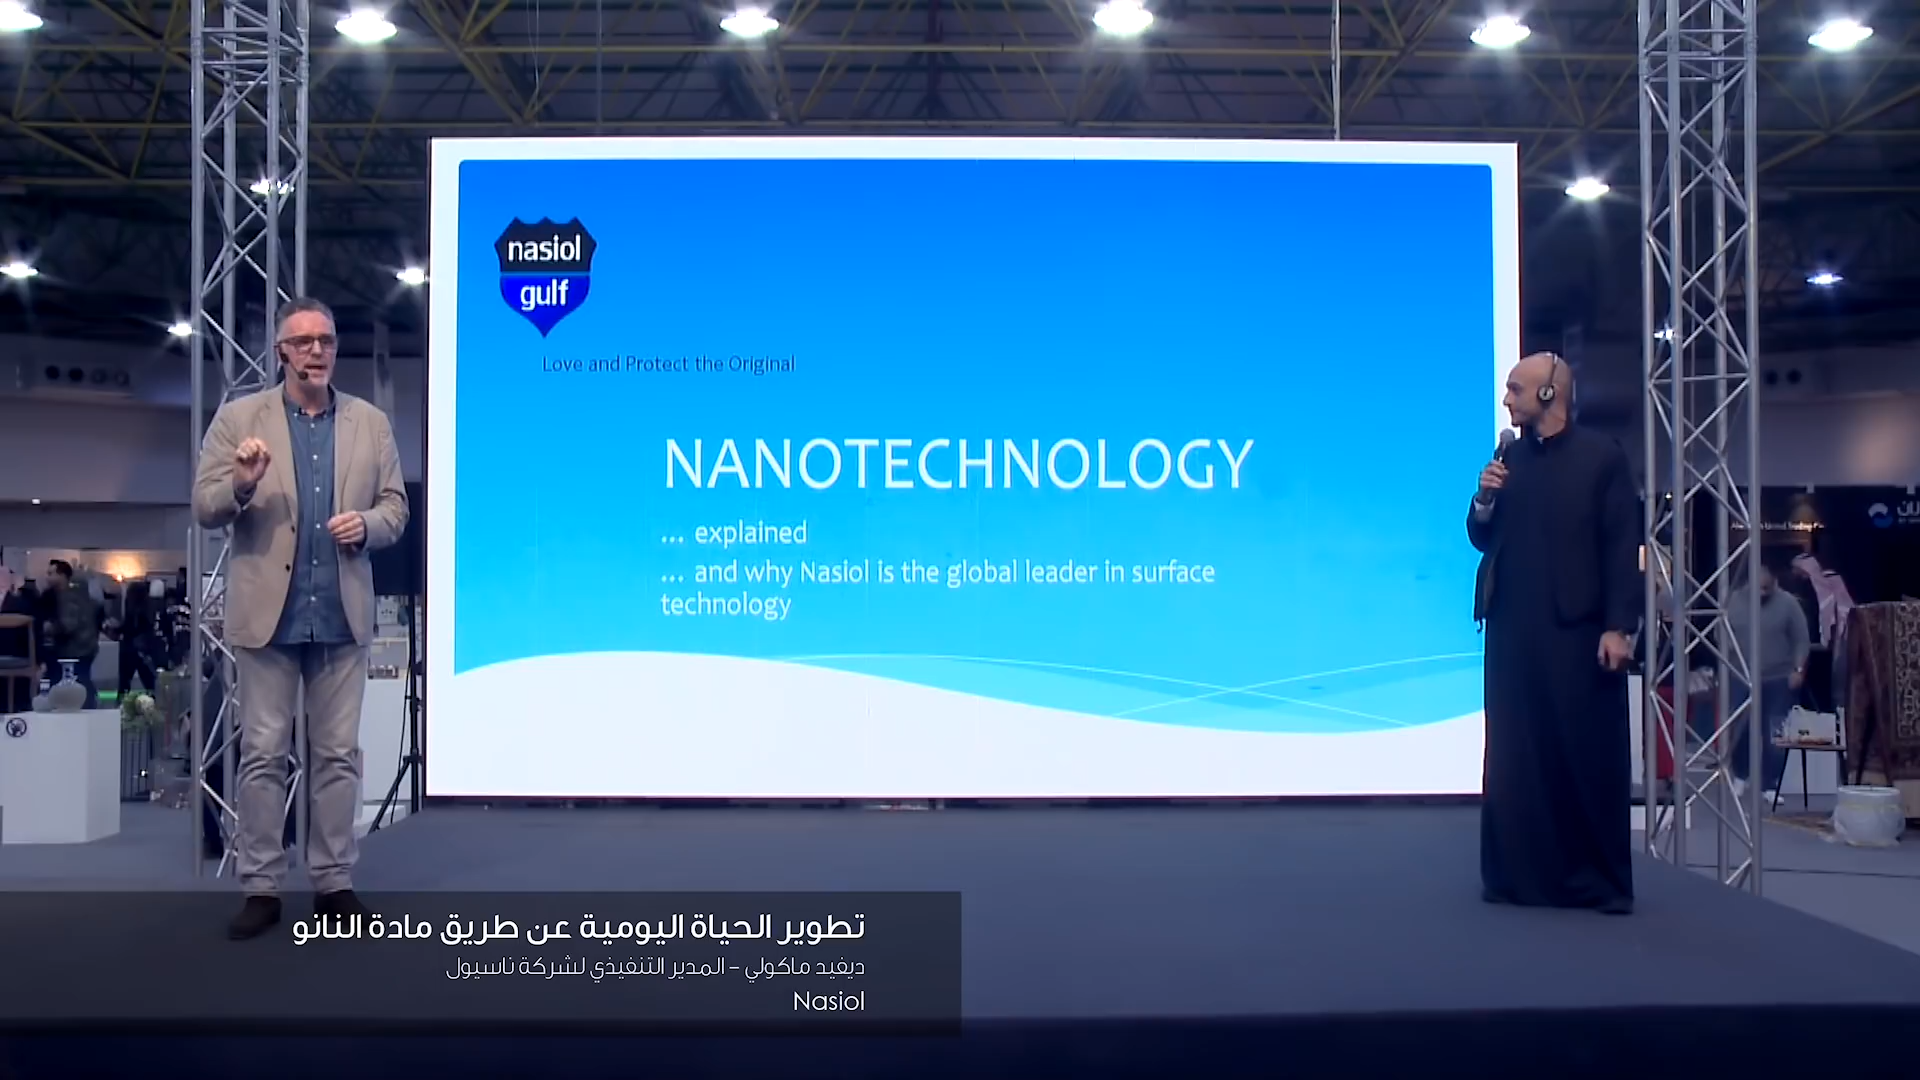 nasiol
gulf
Love and Protect the Original
NANOTECHNOLOGY
... explained
... and why Nasiol is the global leader in surface
technology
تطوير الحياة اليومية عن طريق مادة النانو
ديفيد ماكولي – المدير التنفيذي لشركة ناسيول
Nasiol